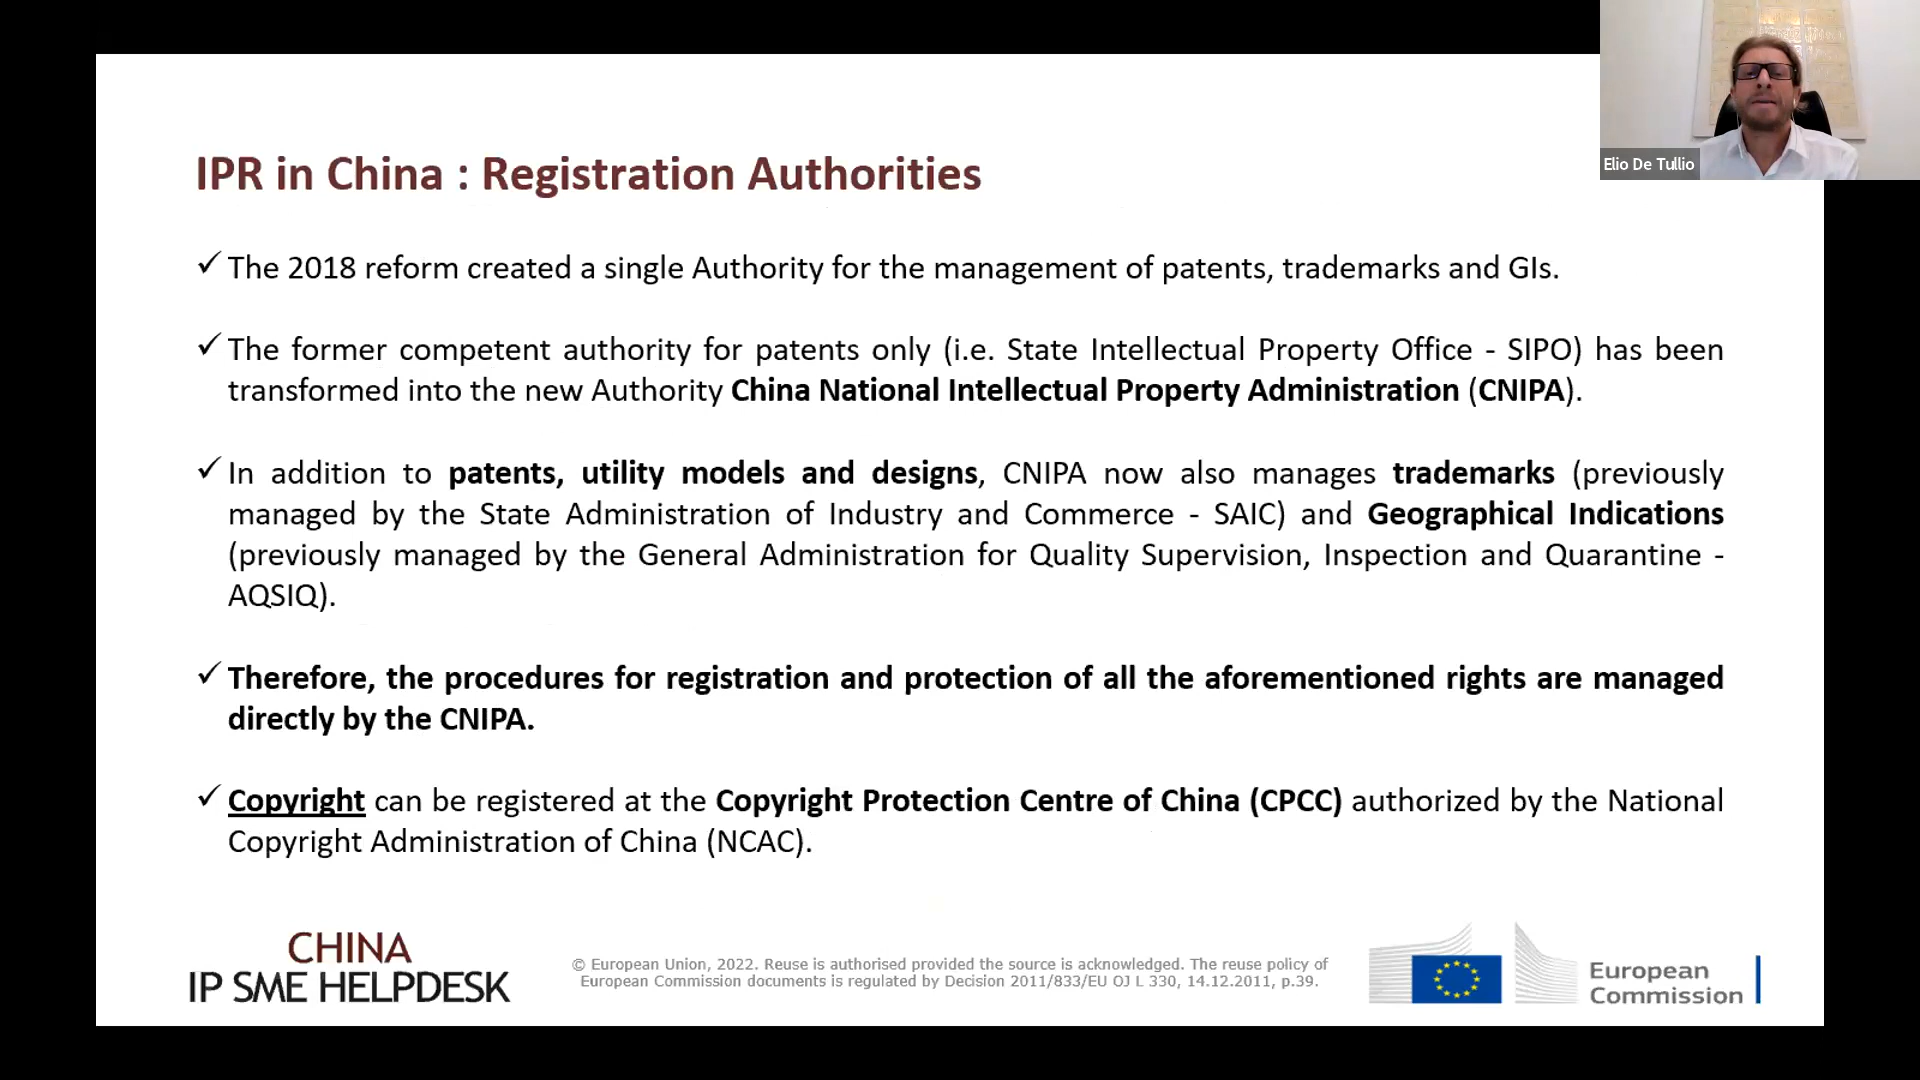 Elio De Tullio
IPR in China : Registration Authorities
✓ The 2018 reform created a single Authority for the management of patents, trademarks and GIs.
✓ The former competent authority for patents only (i.e. State Intellectual Property Office - SIPO) has been
transformed into the new Authority China National Intellectual Property Administration (CNIPA).
✓ In addition to patents, utility models and designs, CNIPA now also manages trademarks (previously
managed by the State Administration of Industry and Commerce - SAIC) and Geographical Indications
(previously managed by the General Administration for Quality Supervision, Inspection and Quarantine -
AQSIQ).
✓ Therefore, the procedures for registration and protection of all the aforementioned rights are managed
directly by the CNIPA.
✓ Copyright can be registered at the Copyright Protection Centre of China (CPCC) authorized by the National
Copyright Administration of China (NCAC).
CHINA
IP SME HELPDESK
© European Union, 2022. Reuse is authorised provided the source is acknowledged. The reuse policy of
European Commission documents is regulated by Decision 2011/833/EU OJ L 330, 14.12.2011, p.39.
European
Commission